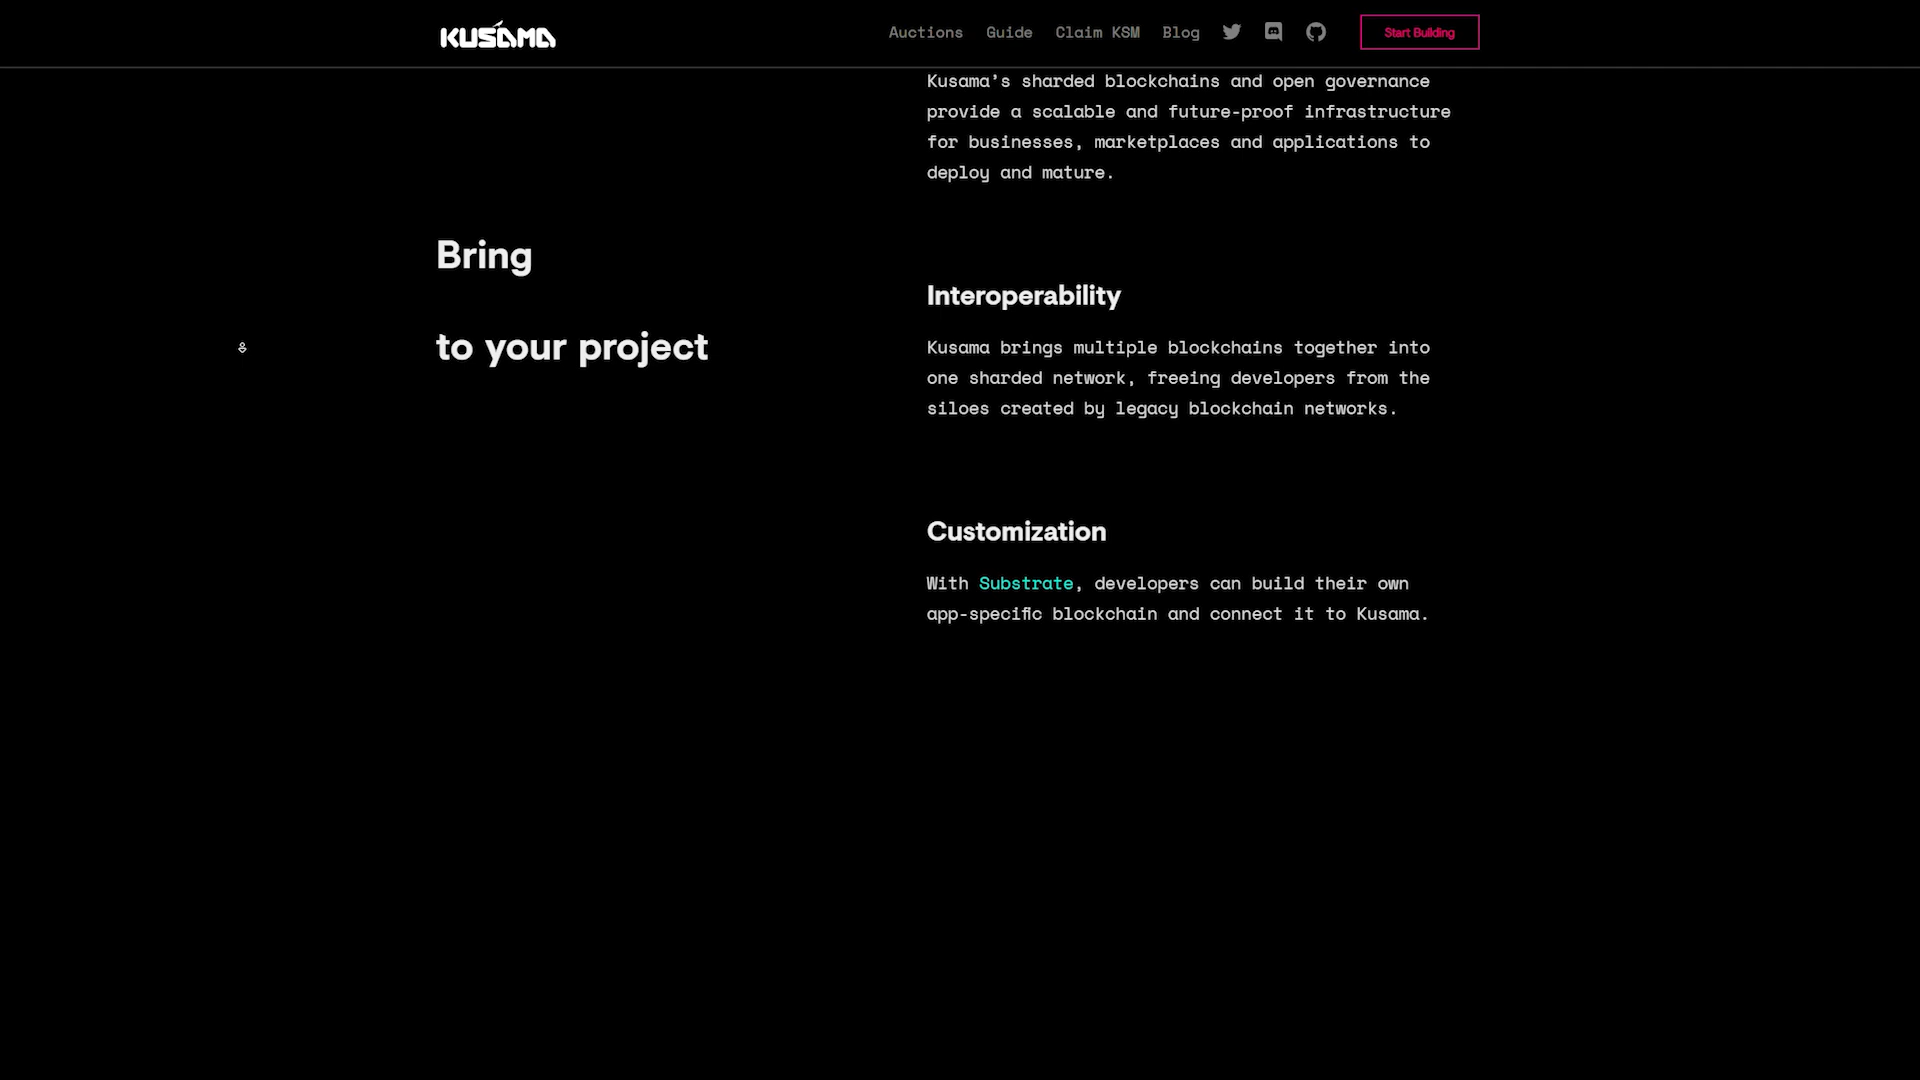 KUSAMA
Auctions
Guide
Claim KSM
Blog
Start Building
Kusama’s sharded blockchains and open governance
provide a scalable and future-proof infrastructure
for businesses, marketplaces and applications to
deploy and mature.
Bring
to your project
Interoperability
Kusama brings multiple blockchains together into
one sharded network, freeing developers from the
siloes created by legacy blockchain networks.
Customization
With Substrate, developers can build their own
app-specific blockchain and connect it to Kusama.